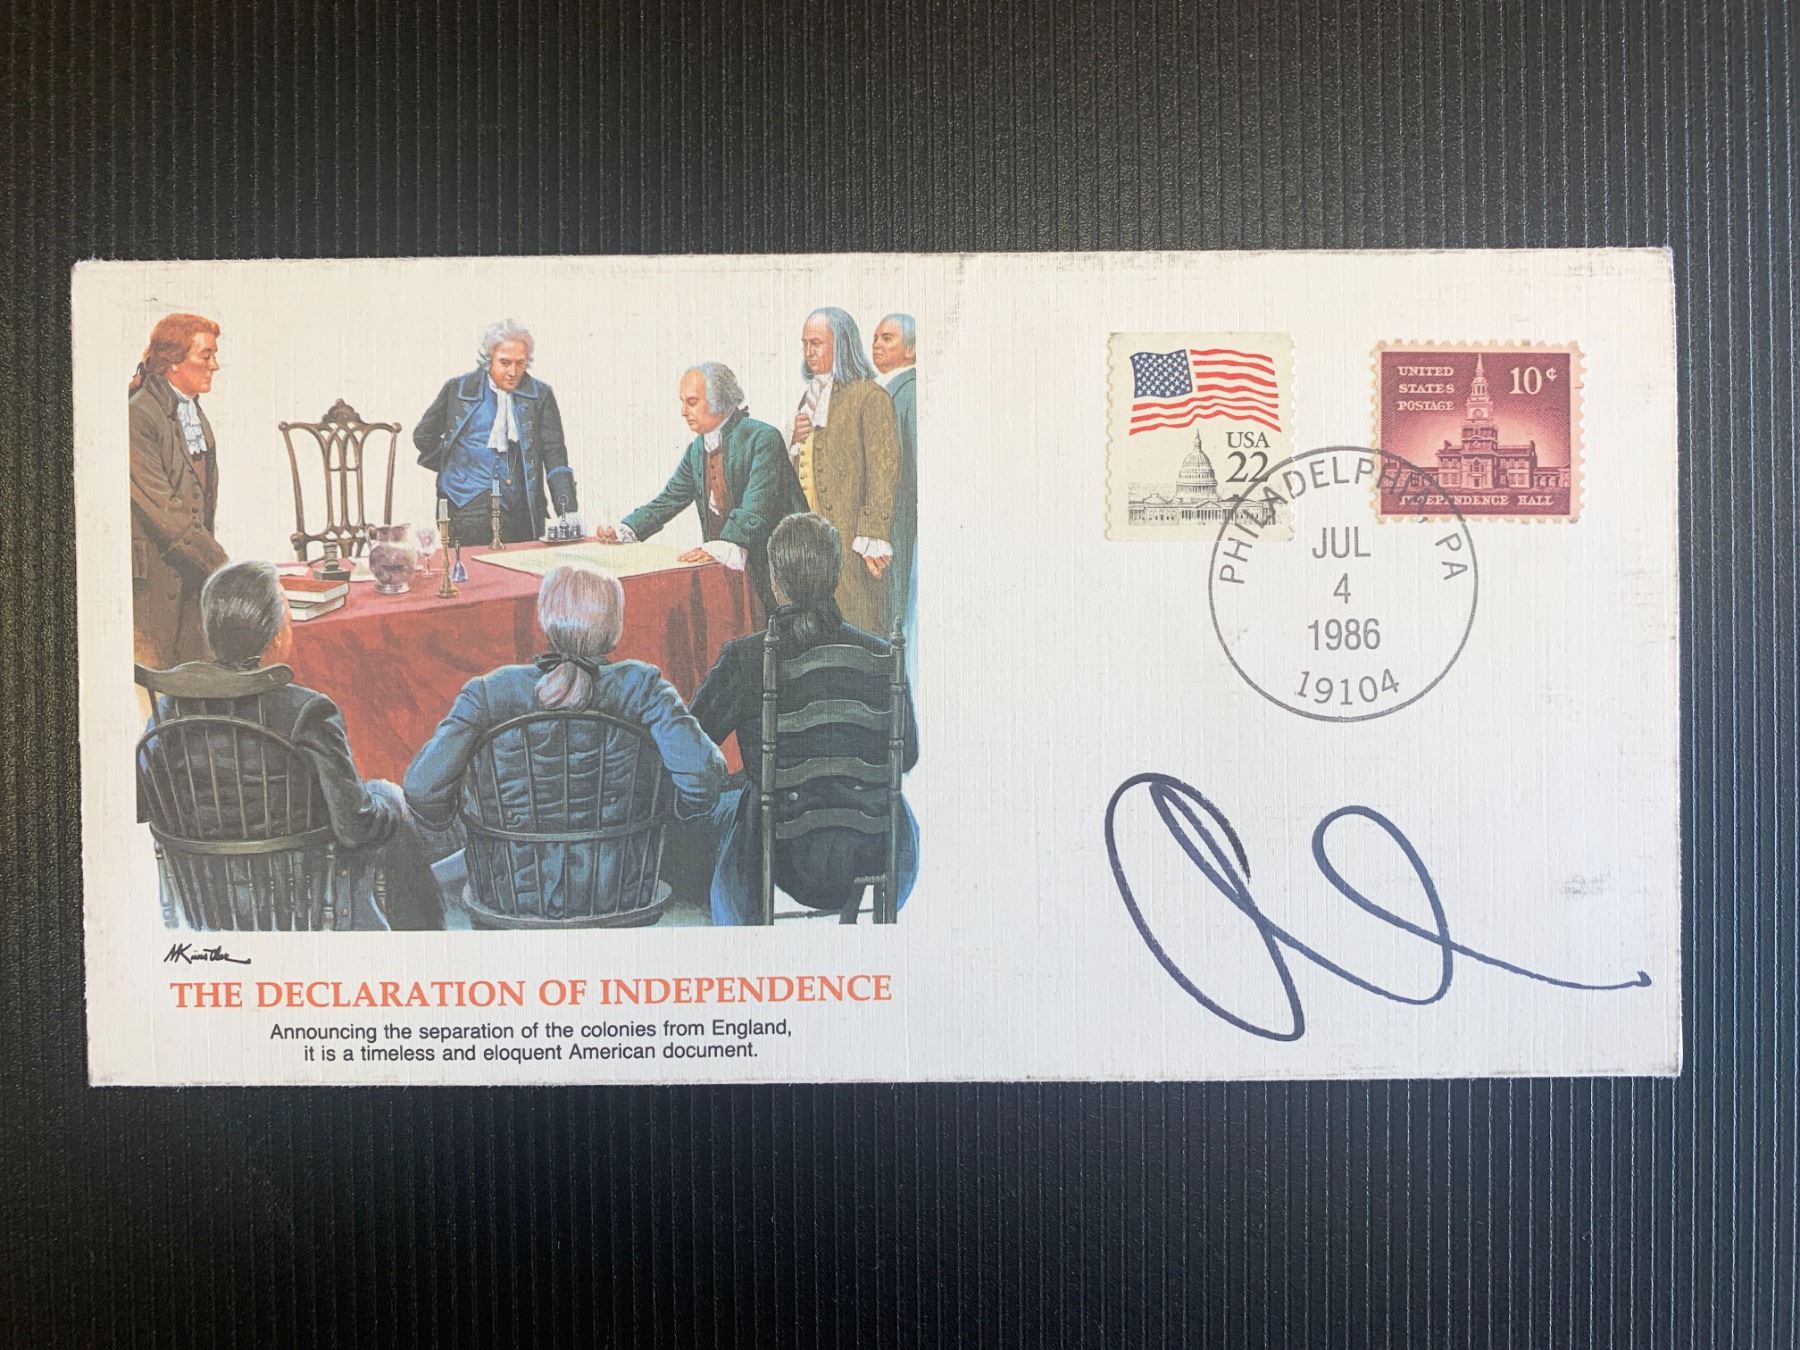 UNITED
STATES
POSTAGE
10¢
INDEPENDENCE HALL
USA
22
PHILADELPHIA, PA
JUL
4
1986
19104
MKünstler
THE DECLARATION OF INDEPENDENCE
Announcing the separation of the colonies from England,
it is a timeless and eloquent American document.